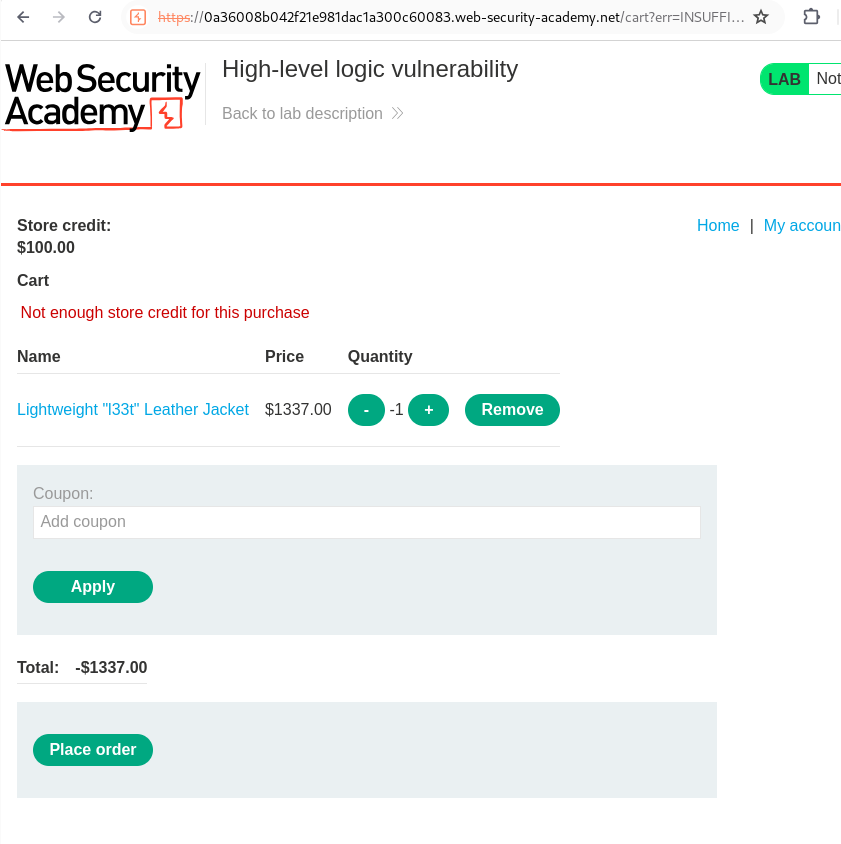 https://0a36008b042f21e981dac1a300c60083.web-security-academy.net/cart?err=INSUFFI...
Web Security
Academy
High-level logic vulnerability
Back to lab description
LAB Not
Store credit:
$100.00
Home | My accoun
Cart
Not enough store credit for this purchase
Name Price Quantity
Lightweight "l33t" Leather Jacket $1337.00 - -1 + Remove
Coupon:
Add coupon
Apply
Total: -$1337.00
Place order